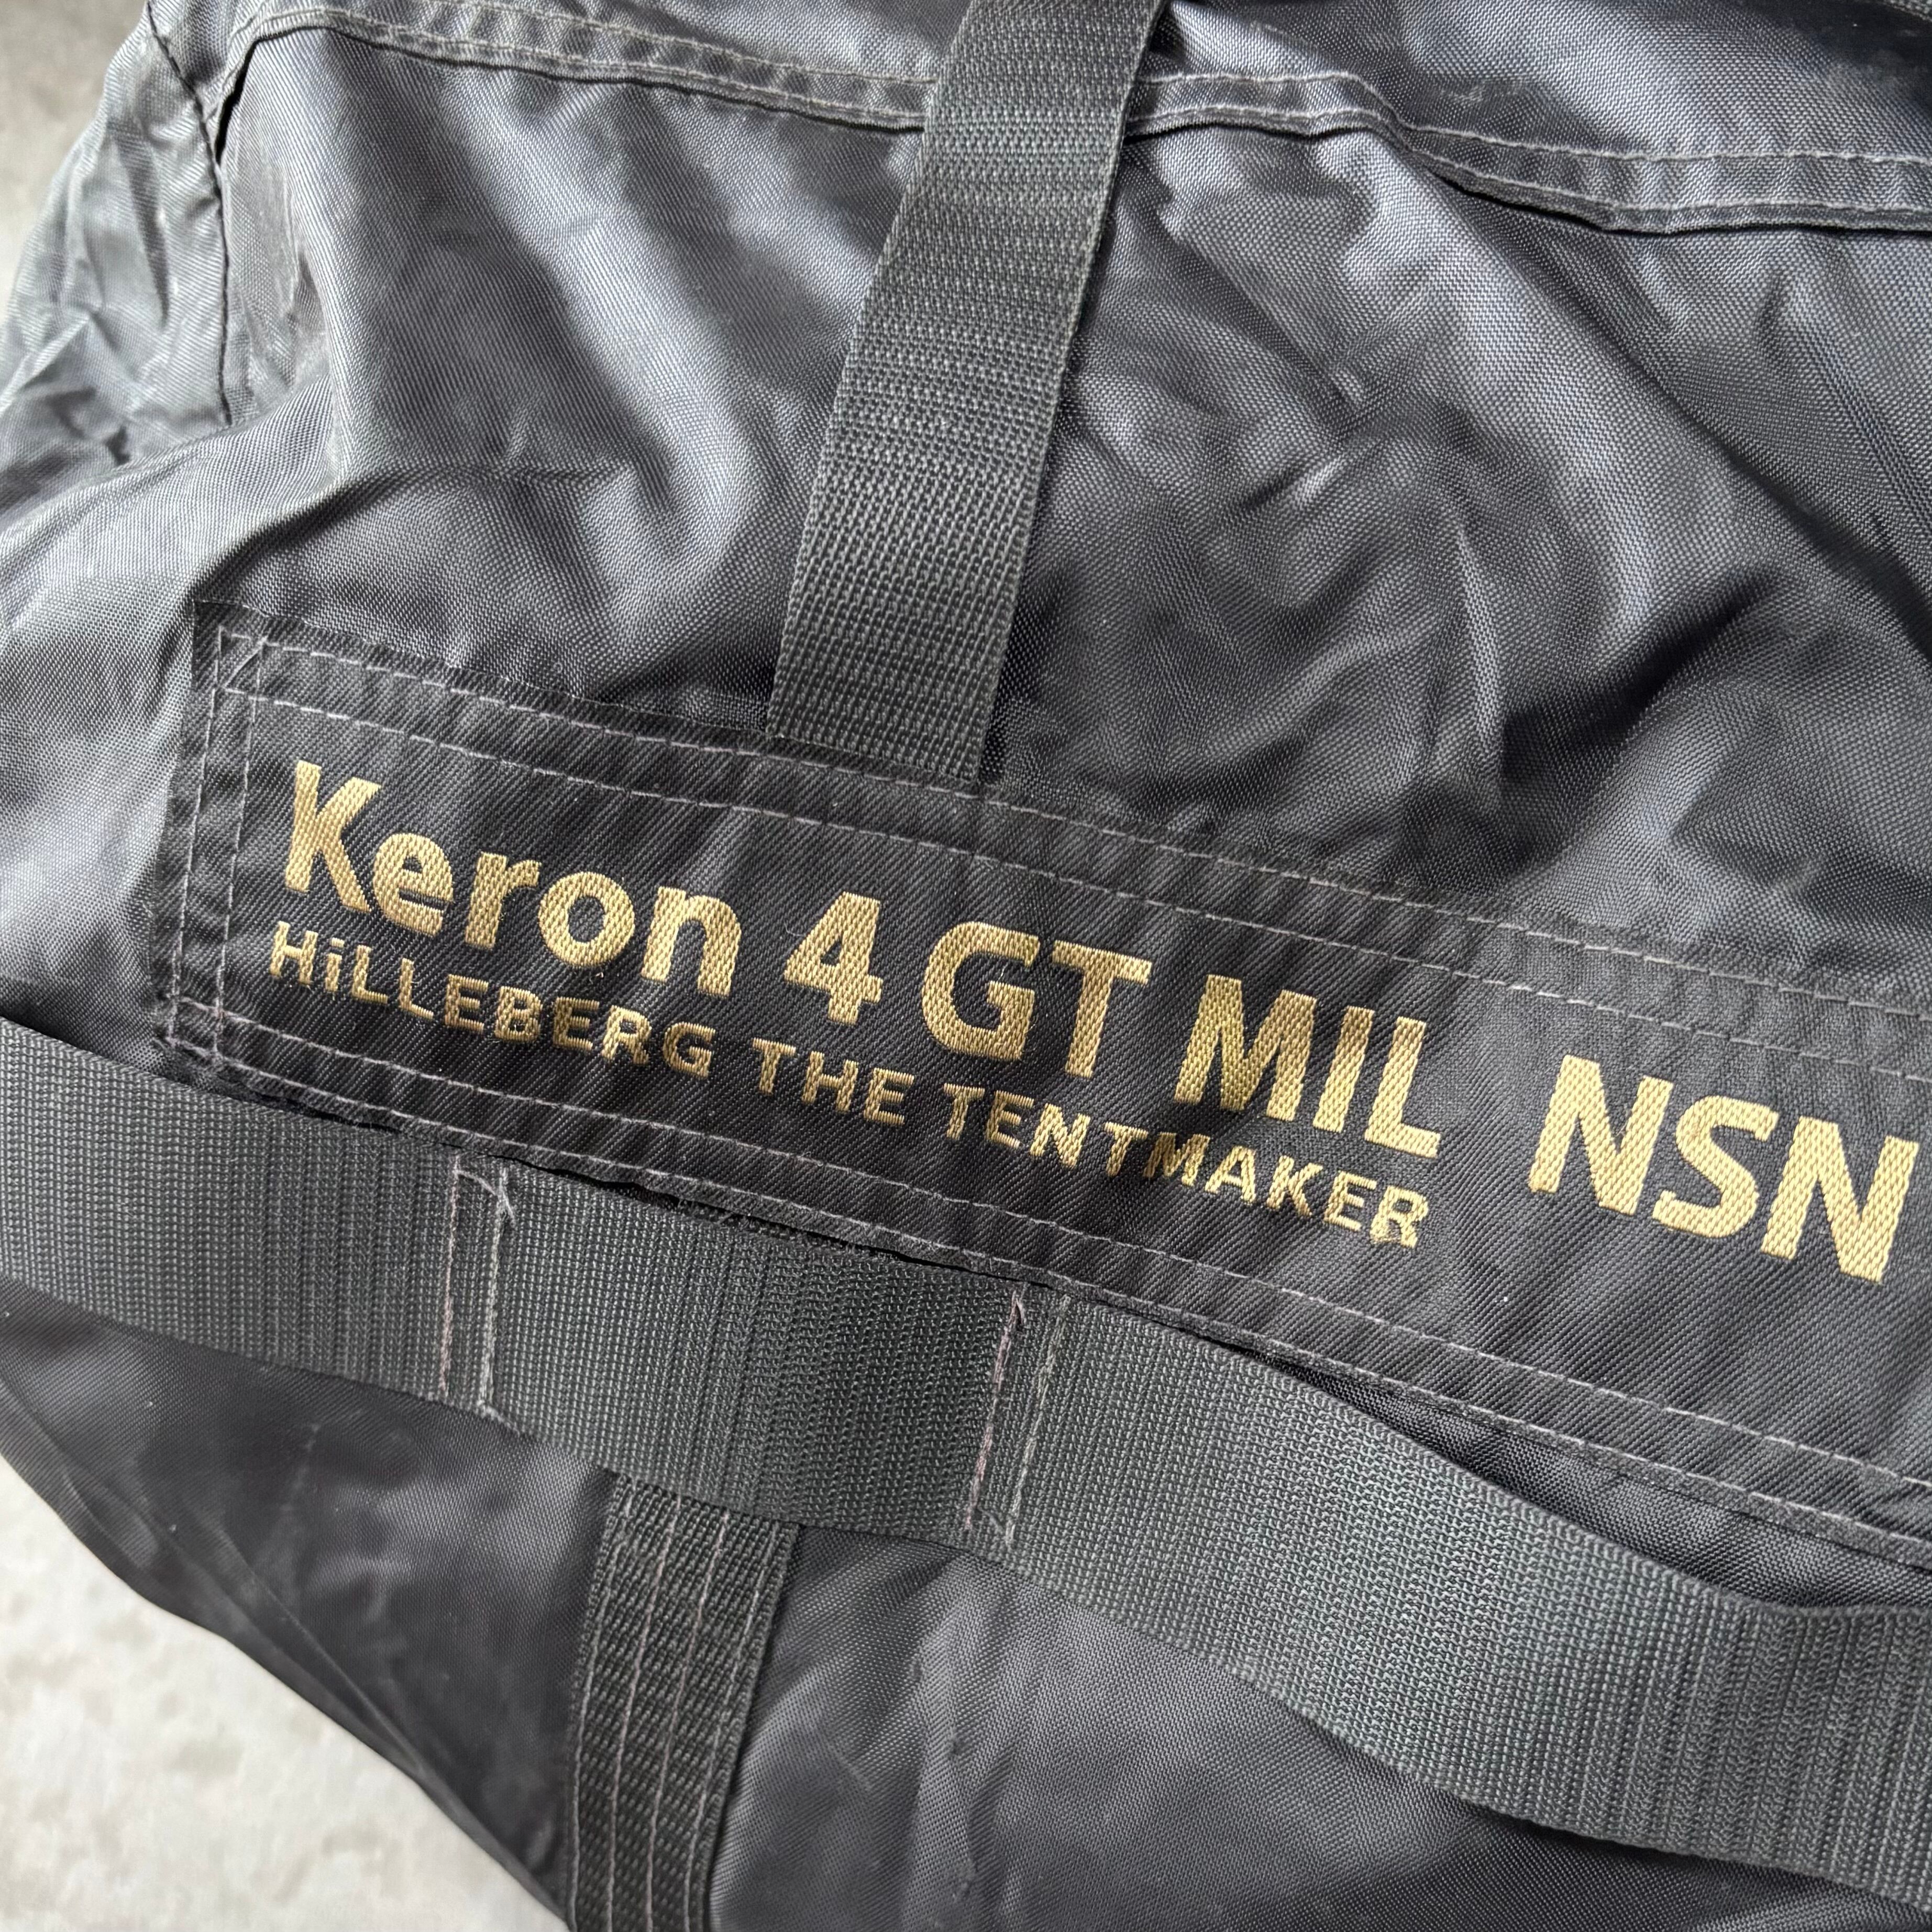 Keron 4 GT MIL NSN
HiLLEBERG THE TENTMAKER